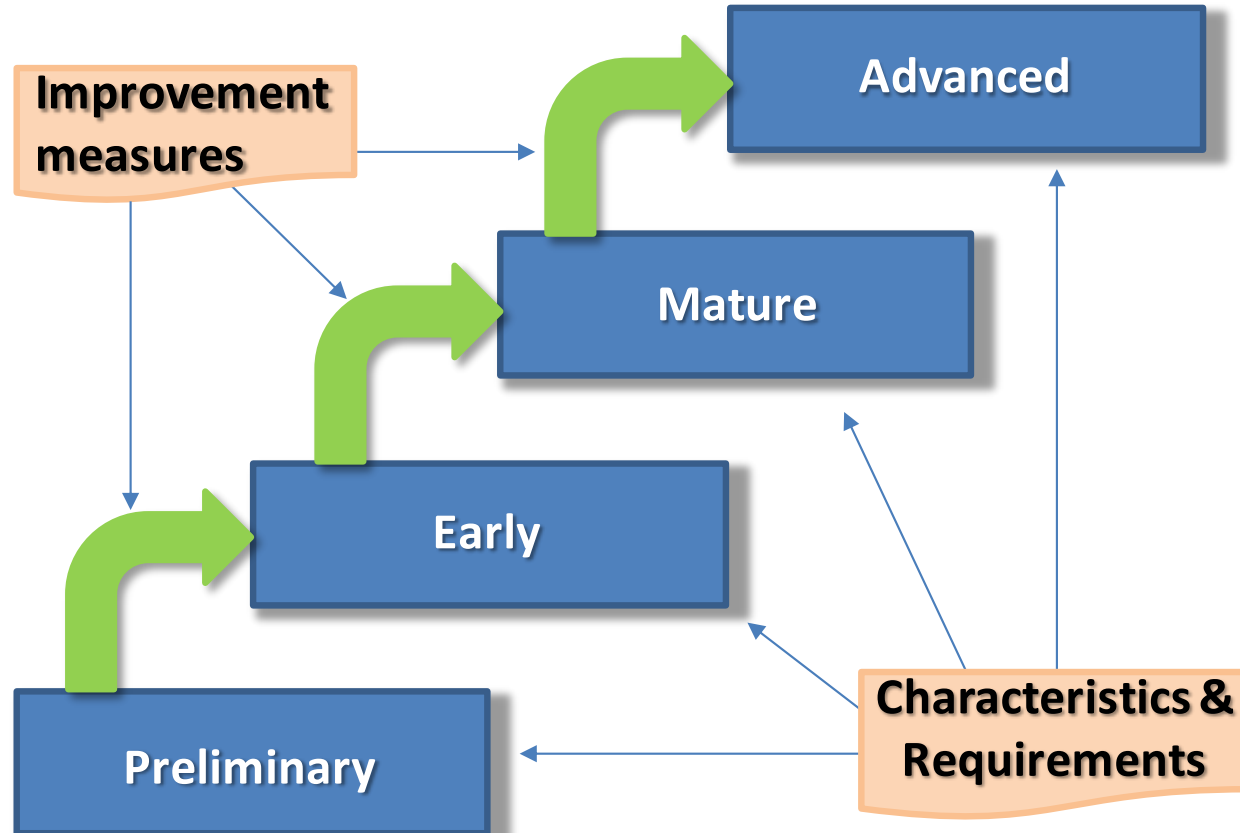 Advanced
Improvement
measures
Mature
Early
Characteristics &
Requirements
Preliminary